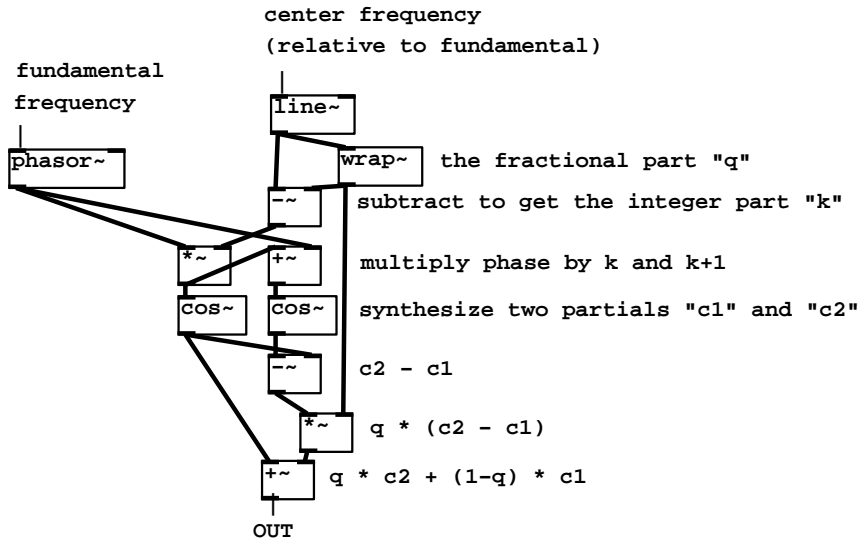 center frequency
(relative to fundamental)
fundamental
frequency
line~
phasor~
wrap~ the fractional part "q"
-~ subtract to get the integer part "k"
*~ +~ multiply phase by k and k+1
cos~ cos~ synthesize two partials "c1" and "c2"
-~ c2 - c1
*~ q * (c2 - c1)
+~ q * c2 + (1-q) * c1
OUT